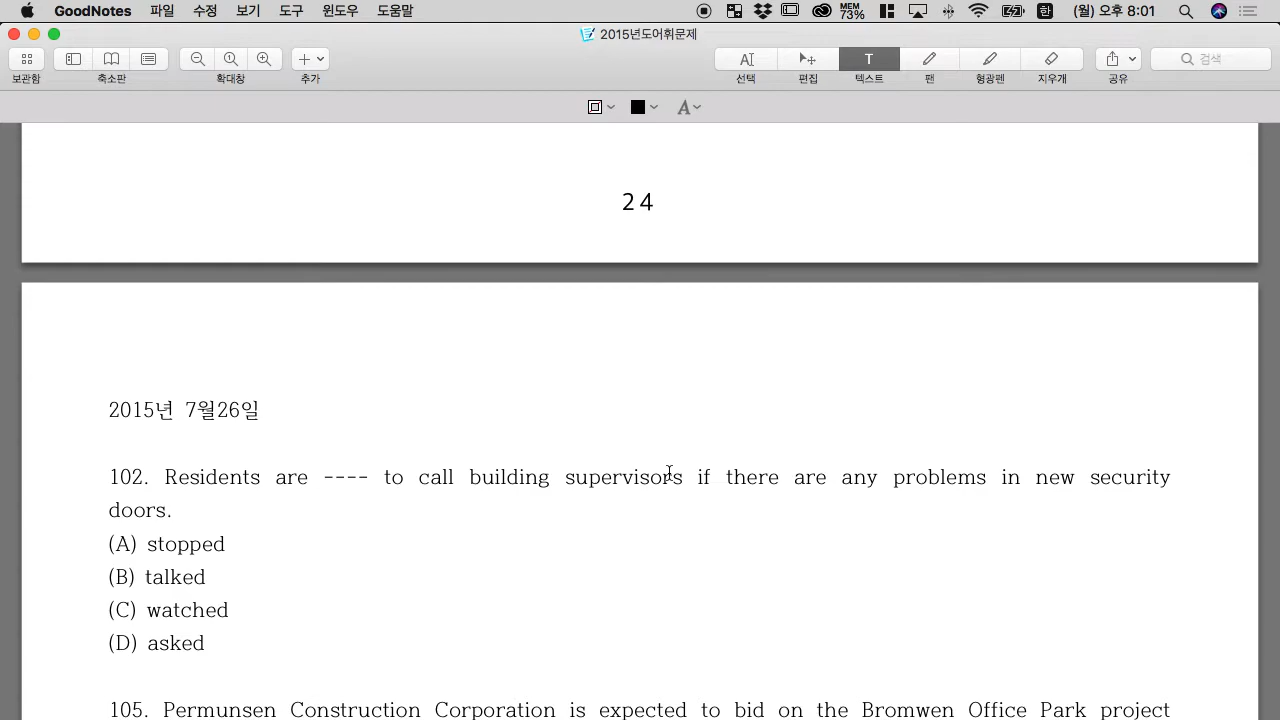 GoodNotes 파일 수정 보기 도구 윈도우 도움말 MEM 73% 한 (월) 오후 8:01
2015년도어휘문제
보관함 축소판 확대창 추가 선택 편집 텍스트 펜 형광펜 지우개 공유 검색
24
2015년 7월26일
102. Residents are ---- to call building supervisors if there are any problems in new security
doors.
(A) stopped
(B) talked
(C) watched
(D) asked
105. Permunsen Construction Corporation is expected to bid on the Bromwen Office Park project